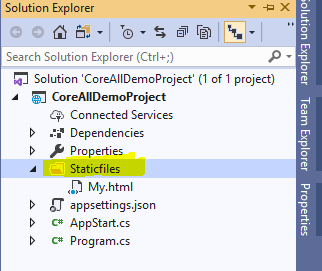 Solution Explorer
Search Solution Explorer (Ctrl+;)
Solution 'CoreAllDemoProject' (1 of 1 project)
CoreAllDemoProject
Connected Services
Dependencies
Properties
Staticfiles
My.html
appsettings.json
C# AppStart.cs
C# Program.cs
Solution Explorer
Team Explorer
Properties